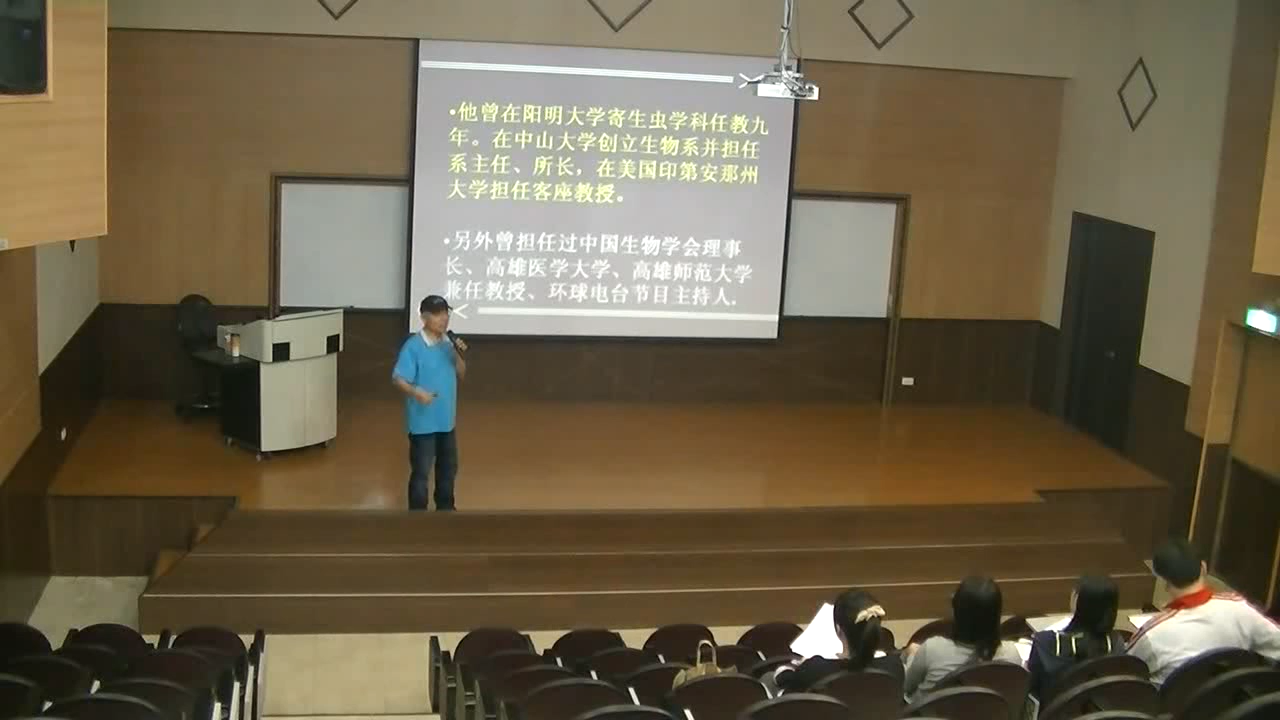 •他曾在阳明大学寄生虫学科任教九
年。在中山大学创立生物系并担任
系主任、所长，在美国印第安那州
大学担任客座教授。
•另外曾担任过中国生物学会理事
长、高雄医学大学、高雄师范大学
兼任教授、环球电台节目主持人.